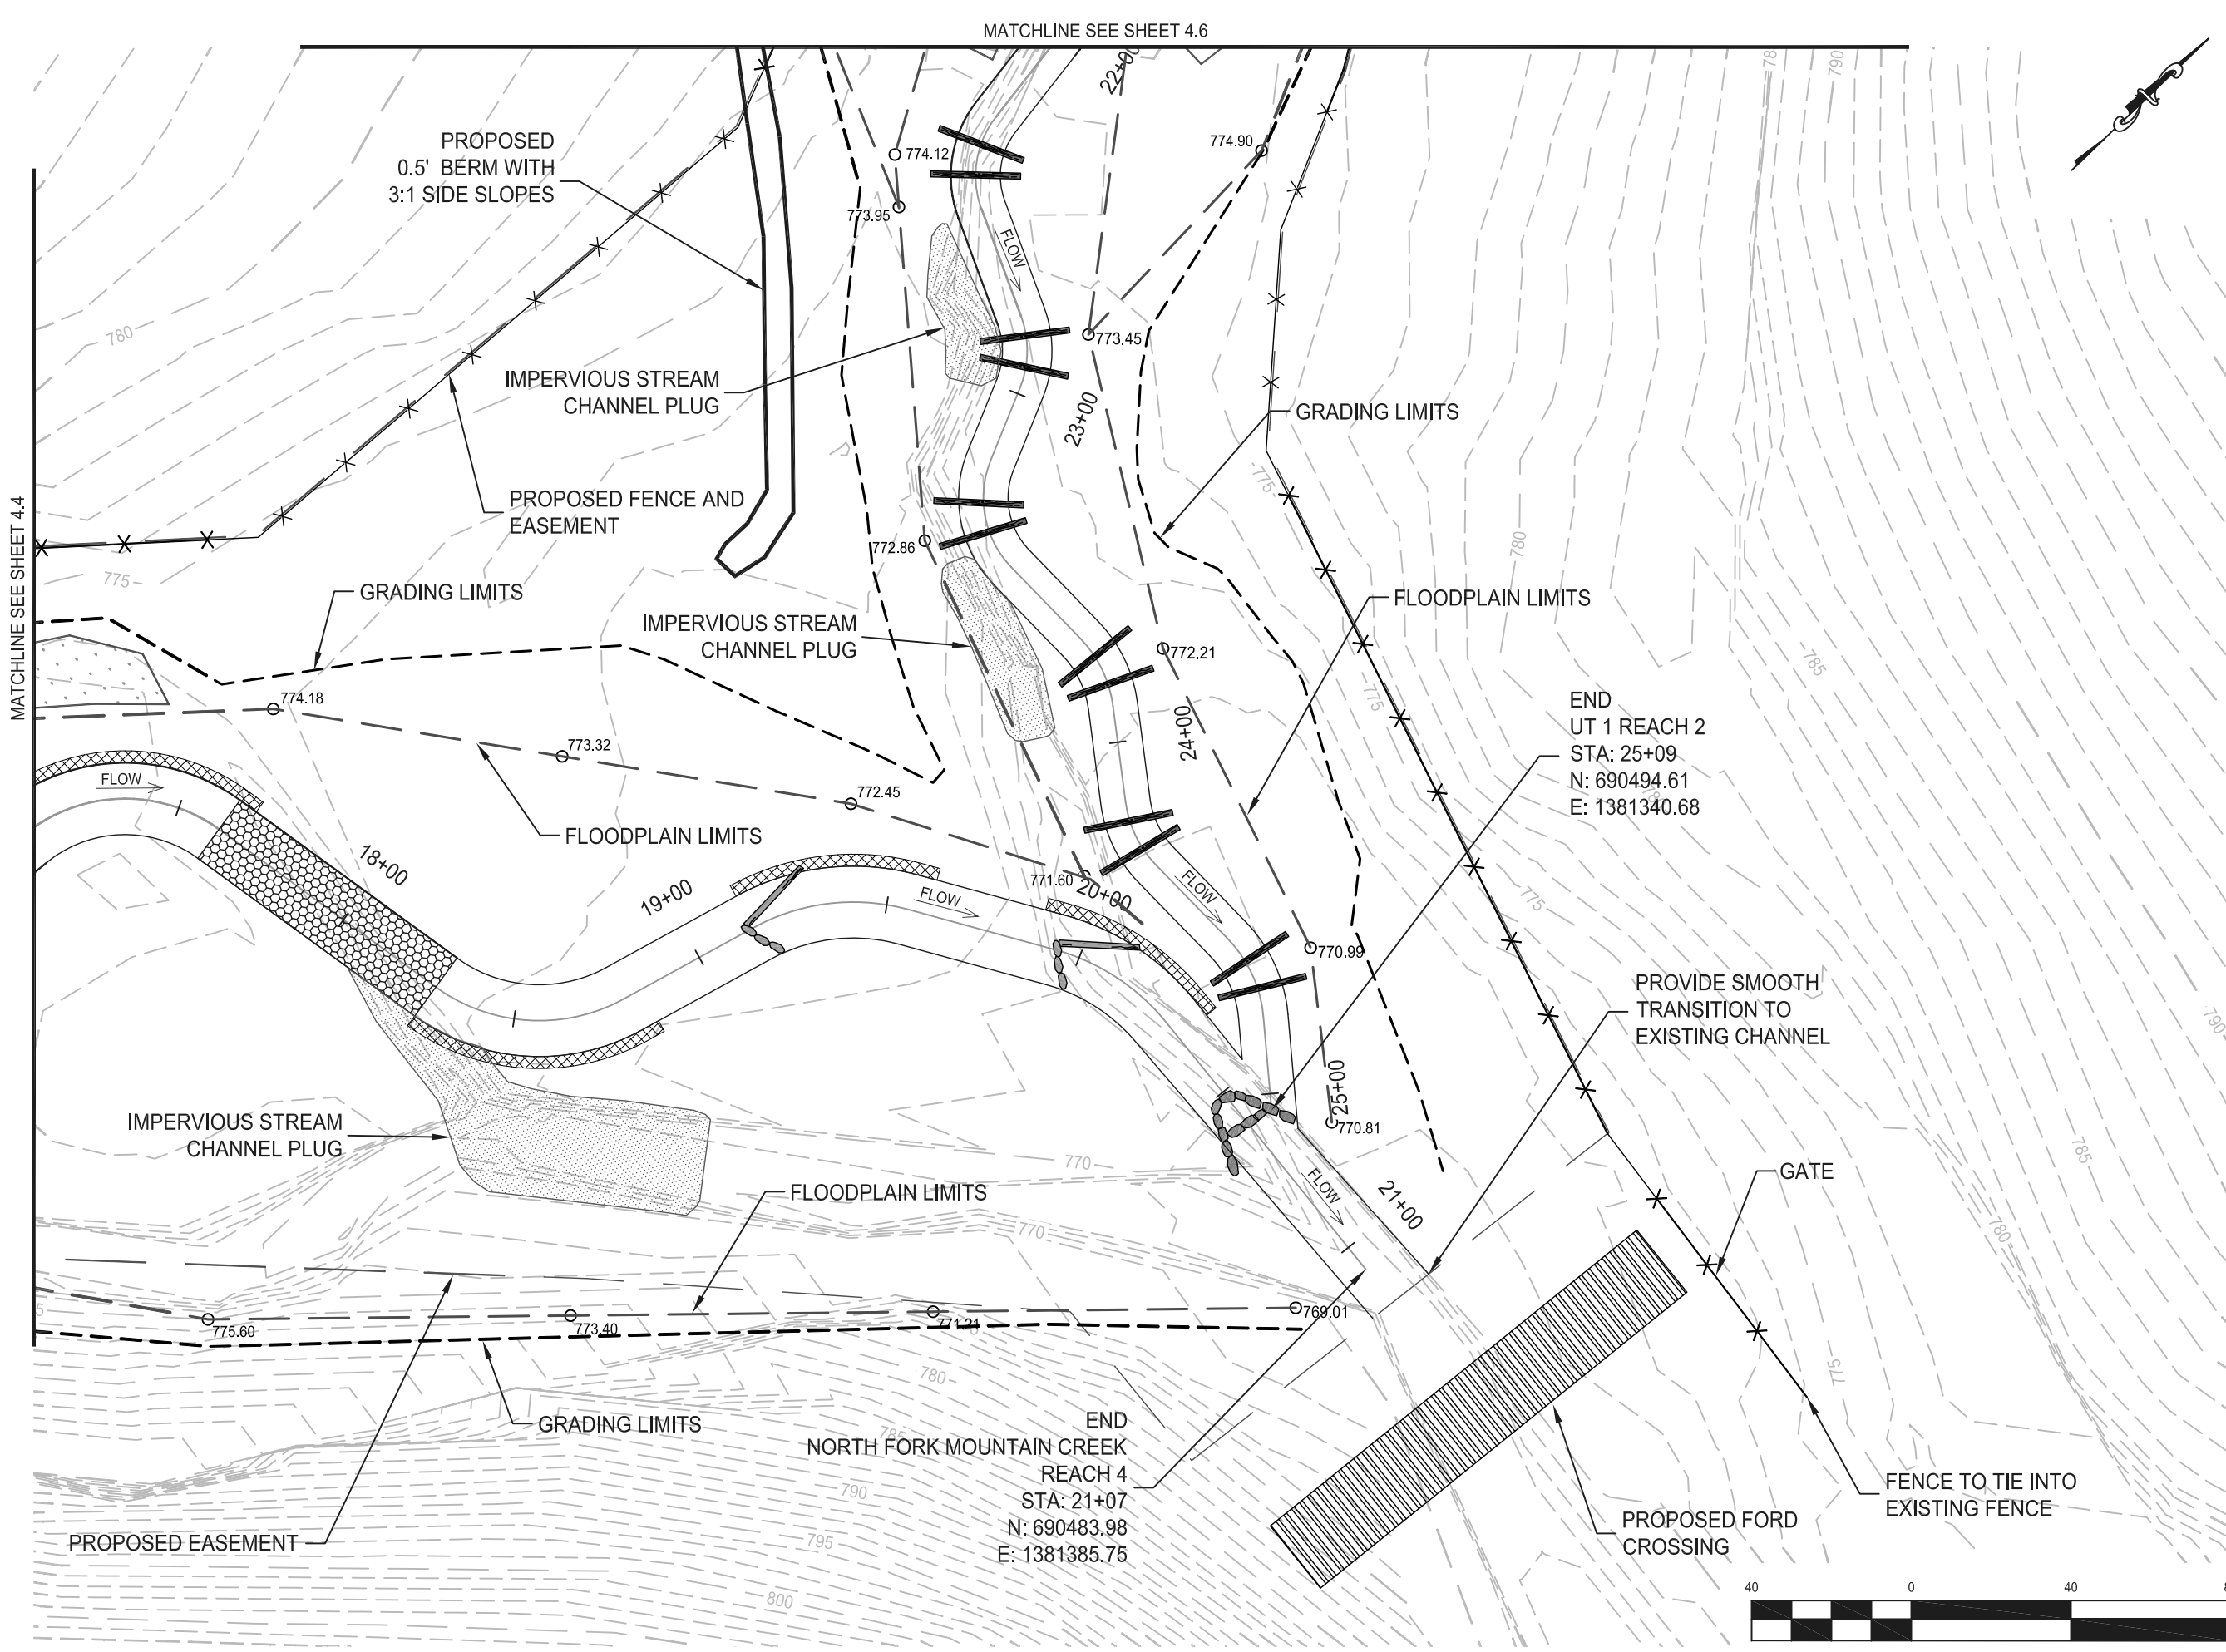 MATCHLINE SEE SHEET 4.6
22+00
780
790
PROPOSED
0.5' BERM WITH
3:1 SIDE SLOPES
774.12
774.90
773.95
FLOW
780
773.45
IMPERVIOUS STREAM
CHANNEL PLUG
23+00
GRADING LIMITS
775
PROPOSED FENCE AND
EASEMENT
772.86
780
MATCHLINE SEE SHEET 4.4
775
GRADING LIMITS
FLOODPLAIN LIMITS
IMPERVIOUS STREAM
CHANNEL PLUG
772.21
785
774.18
775
24+00
773.32
END
UT 1 REACH 2
STA: 25+09
N: 690494.61
E: 1381340.68
FLOW
772.45
FLOODPLAIN LIMITS
18+00
19+00
771.60
20+00
FLOW
FLOW
775
770.99
PROVIDE SMOOTH
TRANSITION TO
EXISTING CHANNEL
790
25+00
770.81
IMPERVIOUS STREAM
CHANNEL PLUG
785
770
GATE
FLOODPLAIN LIMITS
FLOW
21+00
770
780
775.60
773.40
771.21
769.01
775
780
GRADING LIMITS
785
END
NORTH FORK MOUNTAIN CREEK
REACH 4
STA: 21+07
N: 690483.98
E: 1381385.75
790
795
800
PROPOSED EASEMENT
FENCE TO TIE INTO
EXISTING FENCE
PROPOSED FORD
CROSSING
40 0 40